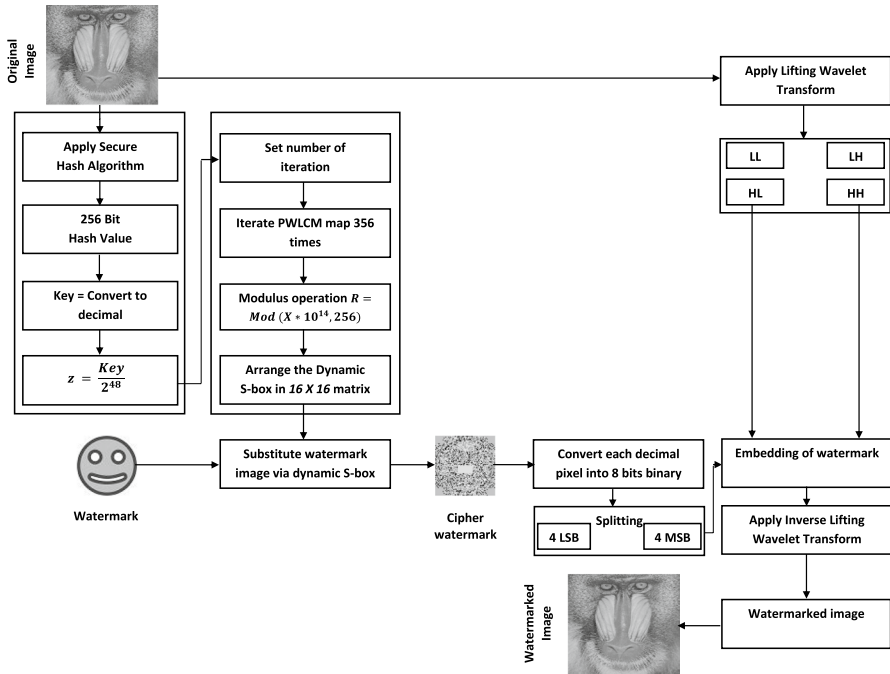 Original
Image
Apply Lifting Wavelet
Transform
Apply Secure
Hash Algorithm
256 Bit
Hash Value
Key = Convert to
decimal
z = Key / 2^48
Set number of
iteration
Iterate PWLCM map 356
times
Modulus operation R =
Mod (X * 10^14, 256)
Arrange the Dynamic
S-box in 16 X 16 matrix
LL
LH
HL
HH
Watermark
Substitute watermark
image via dynamic S-box
Cipher
watermark
Convert each decimal
pixel into 8 bits binary
Splitting
4 LSB
4 MSB
Embedding of watermark
Apply Inverse Lifting
Wavelet Transform
Watermarked image
Watermarked
Image